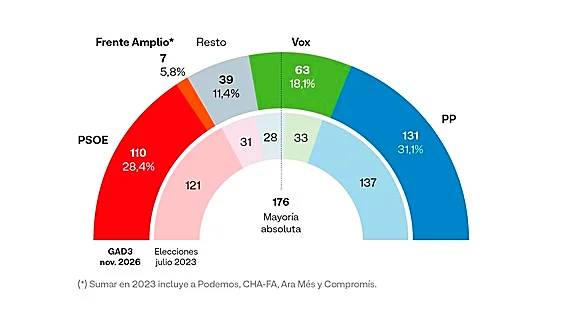 Frente Amplio*
Resto
Vox
7
5,8%
39
11,4%
63
18,1%
PP
PSOE
110
28,4%
131
31,1%
121
31
28
33
137
176
Mayoría
absoluta
GAD3
nov. 2026
Elecciones
julio 2023
(*) Sumar en 2023 incluye a Podemos, CHA-FA, Ara Més y Compromís.